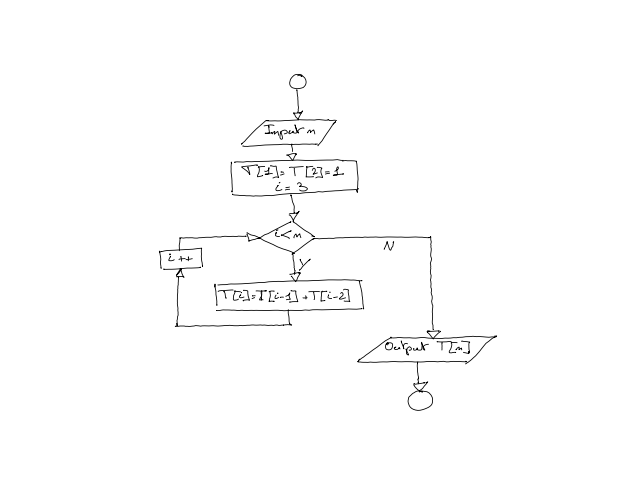 Input n
T[1]=T[2]=1
i=3
i<n
N
Y
i++
T[i]=T[i-1]+T[i-2]
Output T[n]